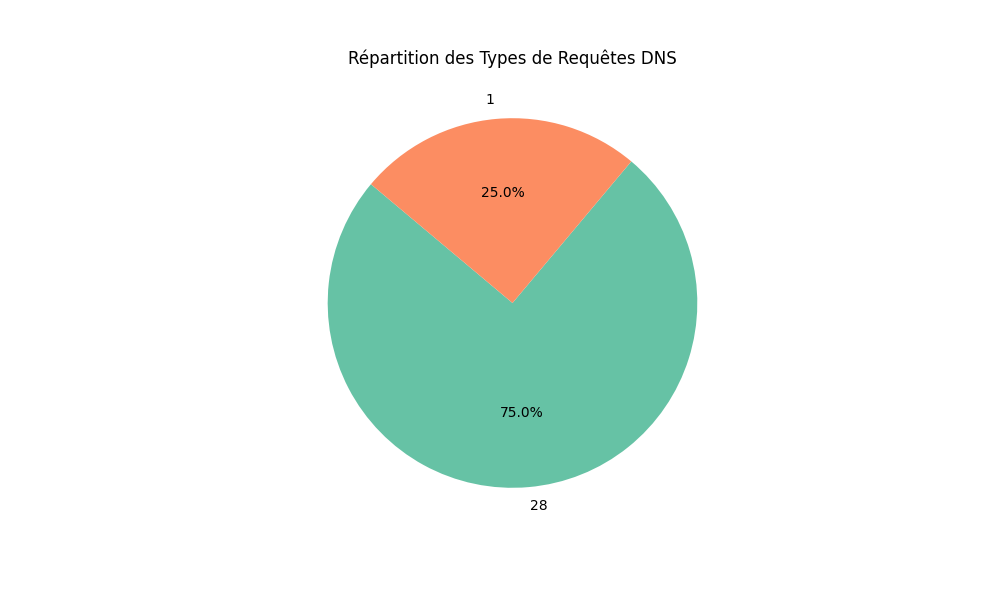 Répartition des Types de Requêtes DNS
1
25.0%
75.0%
28